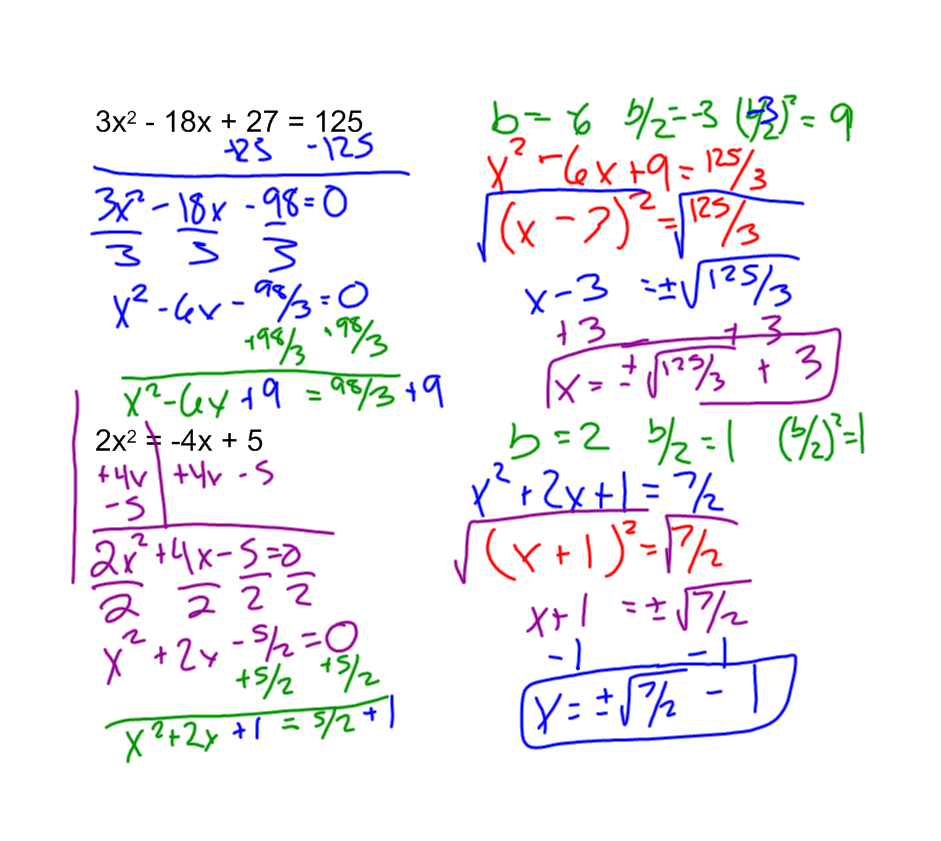 3x² - 18x + 27 = 125
-125 -125
3x² - 18x - 98 = 0
3 3 3
x² - 6x - 98/3 = 0
+98/3 +98/3
x² - 6x + 9 = 98/3 + 9
2x² = -4x + 5
+4x +4x - 5
-5
2x² + 4x - 5 = 0
2 2 2 2
x² + 2x - 5/2 = 0
+5/2 +5/2
x² + 2x + 1 = 5/2 + 1
b = -6 b/2 = -3 (-3)² = 9
x² - 6x + 9 = 125/3
√(x - 3)² = √125/3
x - 3 = ±√125/3
+3 + 3
x = ±√125/3 + 3
b = 2 b/2 = 1 (b/2)² = 1
x² + 2x + 1 = 7/2
√(x + 1)² = √7/2
x + 1 = ±√7/2
-1 -1
x = ±√7/2 - 1